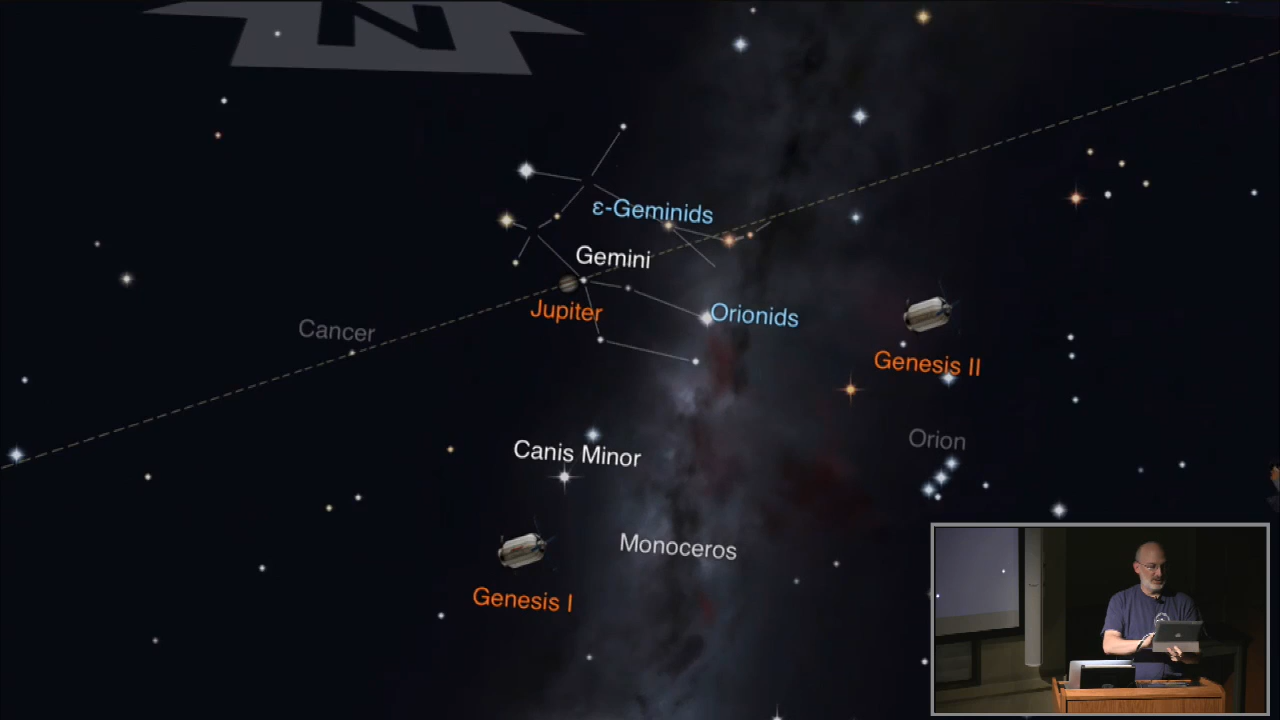 N
ε-Geminids
Gemini
Jupiter
Orionids
Cancer
Genesis II
Orion
Canis Minor
Monoceros
Genesis I